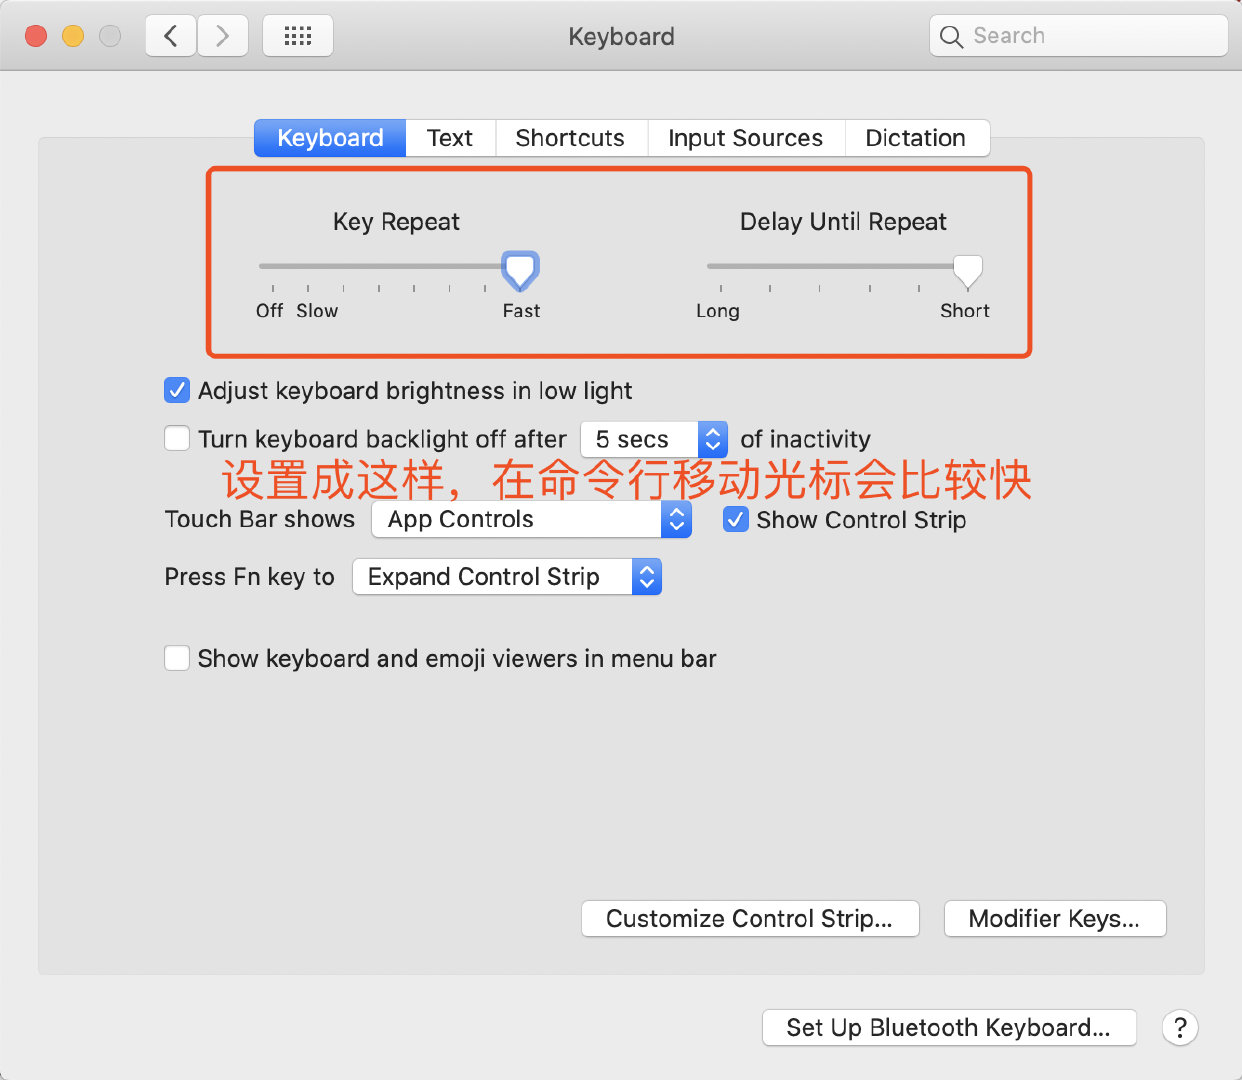 Keyboard
Search
Keyboard Text Shortcuts Input Sources Dictation
Key Repeat
Delay Until Repeat
Off Slow Fast
Long Short
Adjust keyboard brightness in low light
Turn keyboard backlight off after 5 secs of inactivity
设置成这样，在命令行移动光标会比较快
Touch Bar shows App Controls Show Control Strip
Press Fn key to Expand Control Strip
Show keyboard and emoji viewers in menu bar
Customize Control Strip... Modifier Keys...
Set Up Bluetooth Keyboard... ?